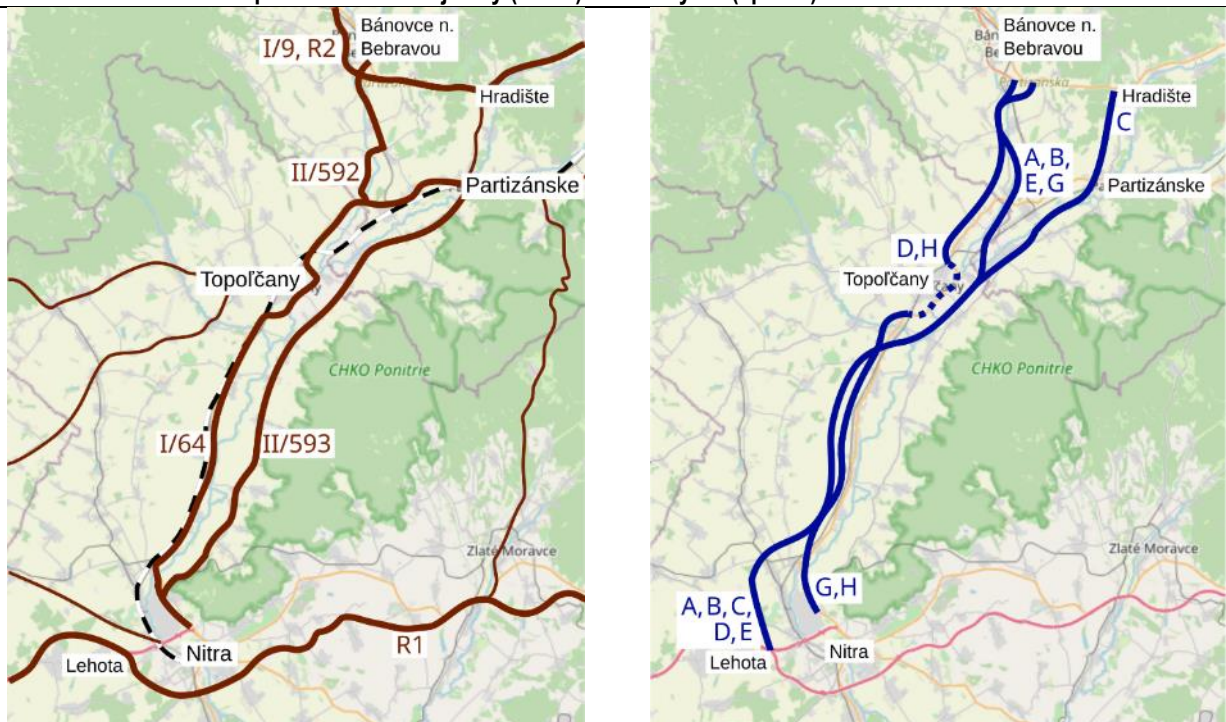 I/9, R2
Bánovce n.
Bebravou
Hradište
II/592
Partizánske
Topoľčany
CHKO Ponitrie
I/64
II/593
Zlaté Moravce
R1
Lehota
Nitra
Bánovce n.
Bebravou
Hradište
C
A, B,
E, G
Partizánske
D,H
Topoľčany
CHKO Ponitrie
Zlaté Moravce
G,H
A, B, C,
D, E
Nitra
Lehota